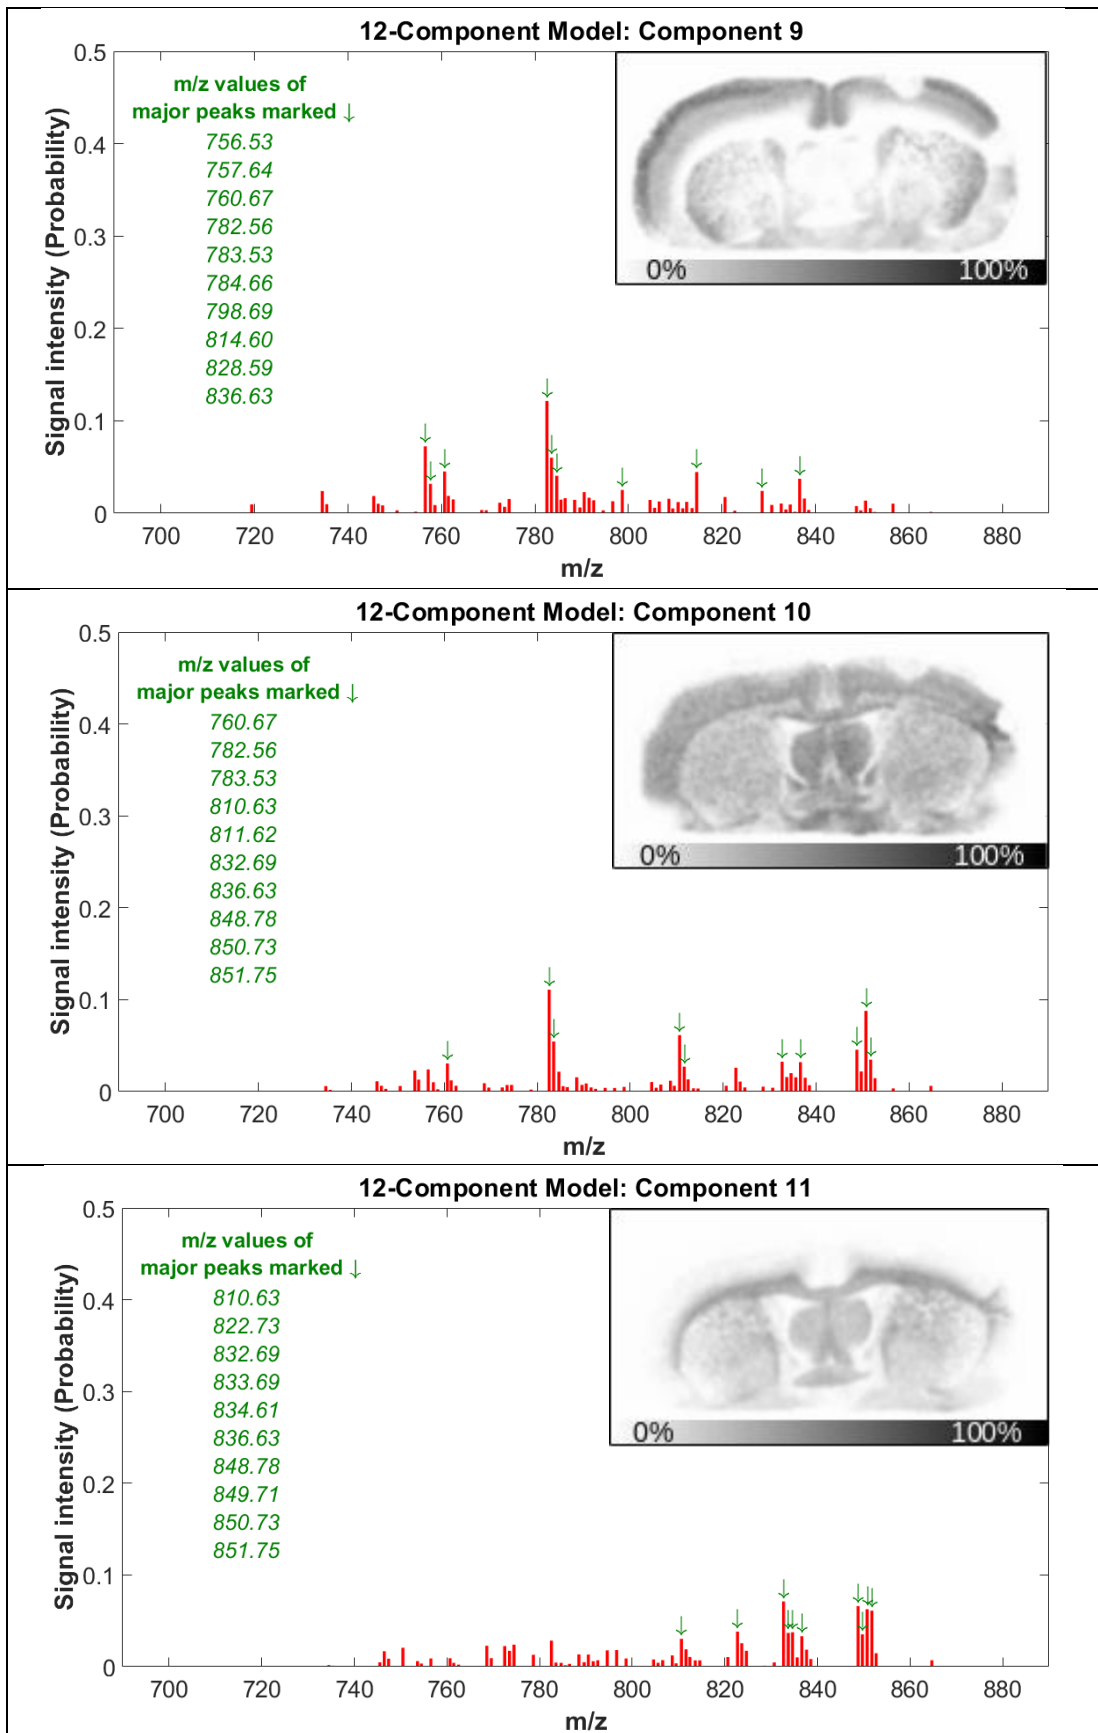 12-Component Model: Component 9
0.5
0.4
0.3
0.2
0.1
0
Signal intensity (Probability)
m/z values of
major peaks marked ↓
756.53
757.64
760.67
782.56
783.53
784.66
798.69
814.60
828.59
836.63
0% 100%
700 720 740 760 780 800 820 840 860 880
m/z
12-Component Model: Component 10
0.5
0.4
0.3
0.2
0.1
0
Signal intensity (Probability)
m/z values of
major peaks marked ↓
760.67
782.56
783.53
810.63
811.62
832.69
836.63
848.78
850.73
851.75
0% 100%
700 720 740 760 780 800 820 840 860 880
m/z
12-Component Model: Component 11
0.5
0.4
0.3
0.2
0.1
0
Signal intensity (Probability)
m/z values of
major peaks marked ↓
810.63
822.73
832.69
833.69
834.61
836.63
848.78
849.71
850.73
851.75
0% 100%
700 720 740 760 780 800 820 840 860 880
m/z